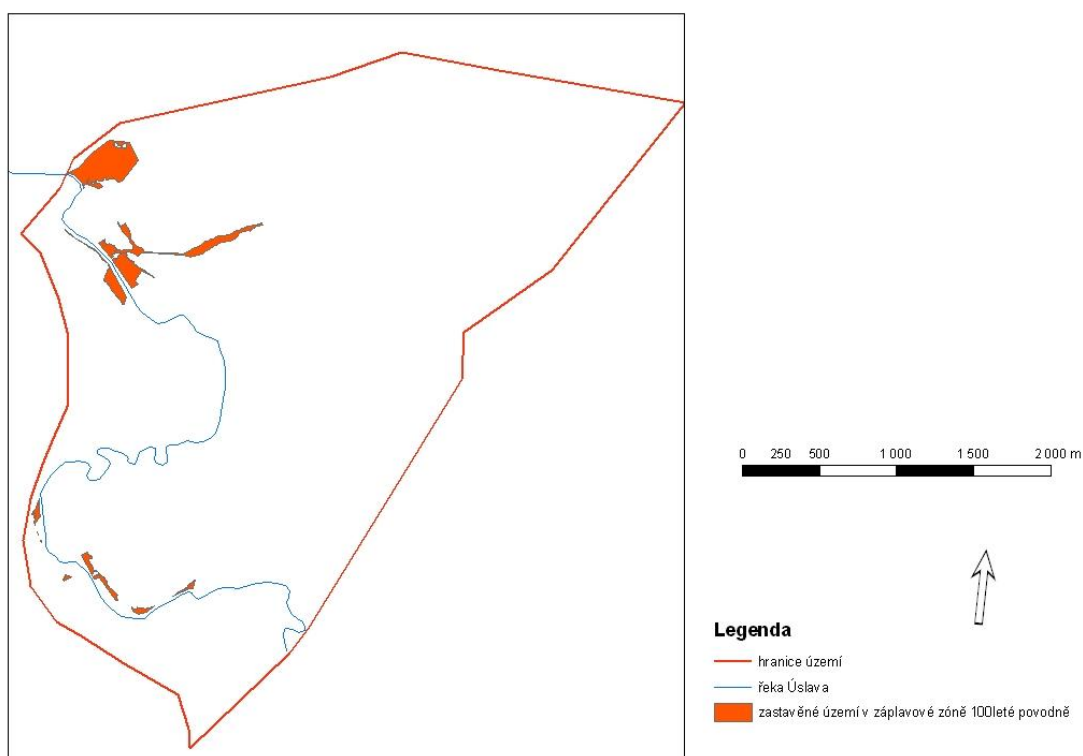 0 250 500 1 000 1 500 2 000 m
Legenda
hranice území
řeka Úslava
zastavěné území v záplavové zóně 100leté povodně